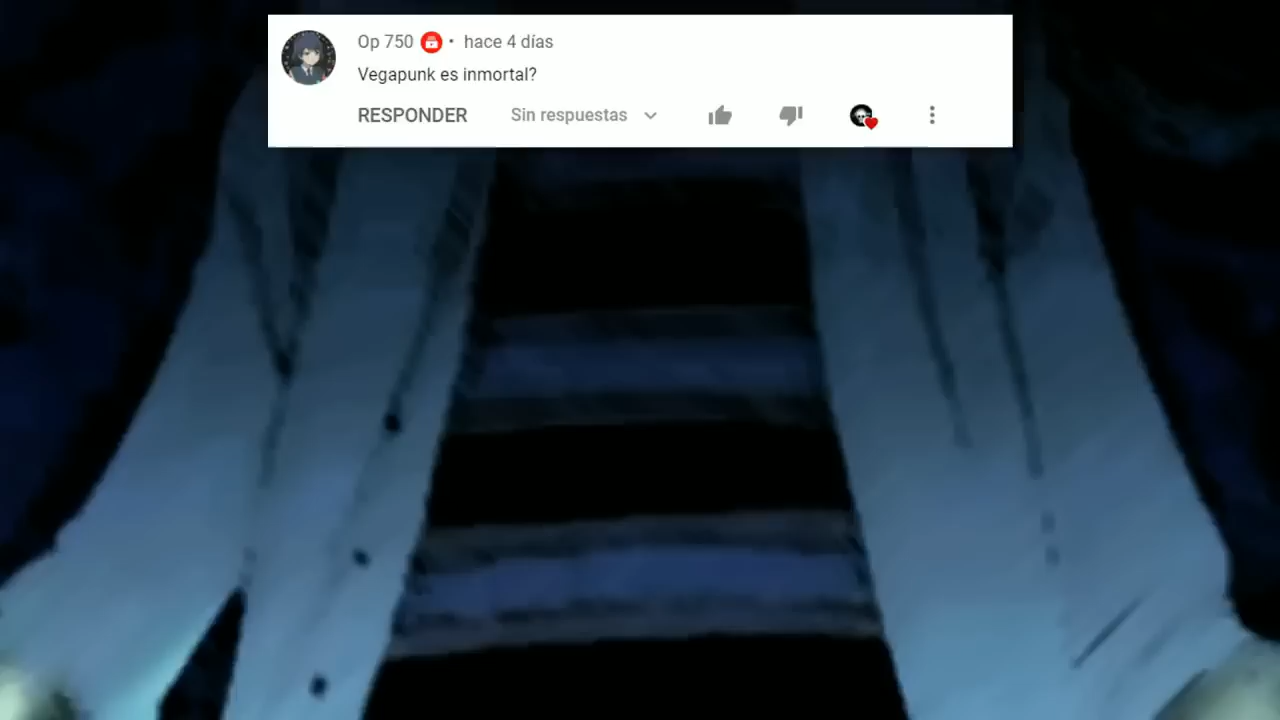 Op 750 • hace 4 días
Vegapunk es inmortal?
RESPONDER Sin respuestas